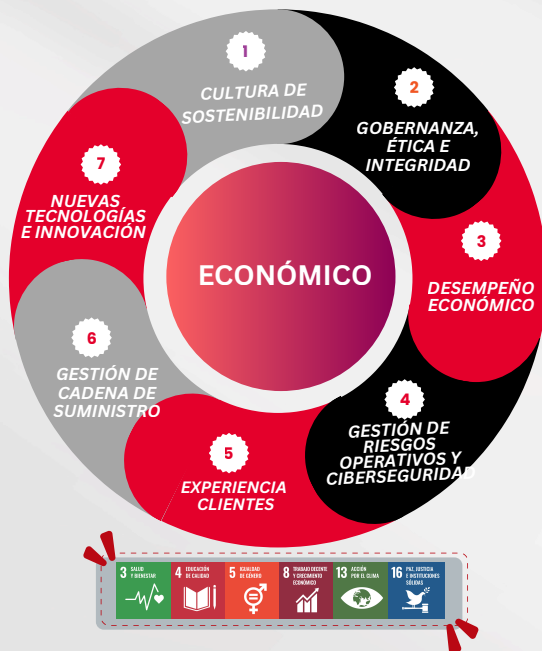 1
CULTURA DE
SOSTENIBILIDAD
2
GOBERNANZA,
ÉTICA E
INTEGRIDAD
3
DESEMPEÑO
ECONÓMICO
4
GESTIÓN DE
RIESGOS
OPERATIVOS Y
CIBERSEGURIDAD
5
EXPERIENCIA
CLIENTES
6
GESTIÓN DE
CADENA DE
SUMINISTRO
7
NUEVAS
TECNOLOGÍAS
E INNOVACIÓN
ECONÓMICO
3 SALUD
Y BIENESTAR
4 EDUCACIÓN
DE CALIDAD
5 IGUALDAD
DE GÉNERO
8 TRABAJO DECENTE
Y CRECIMIENTO
ECONÓMICO
13 ACCIÓN
POR EL CLIMA
16 PAZ, JUSTICIA
E INSTITUCIONES
SÓLIDAS